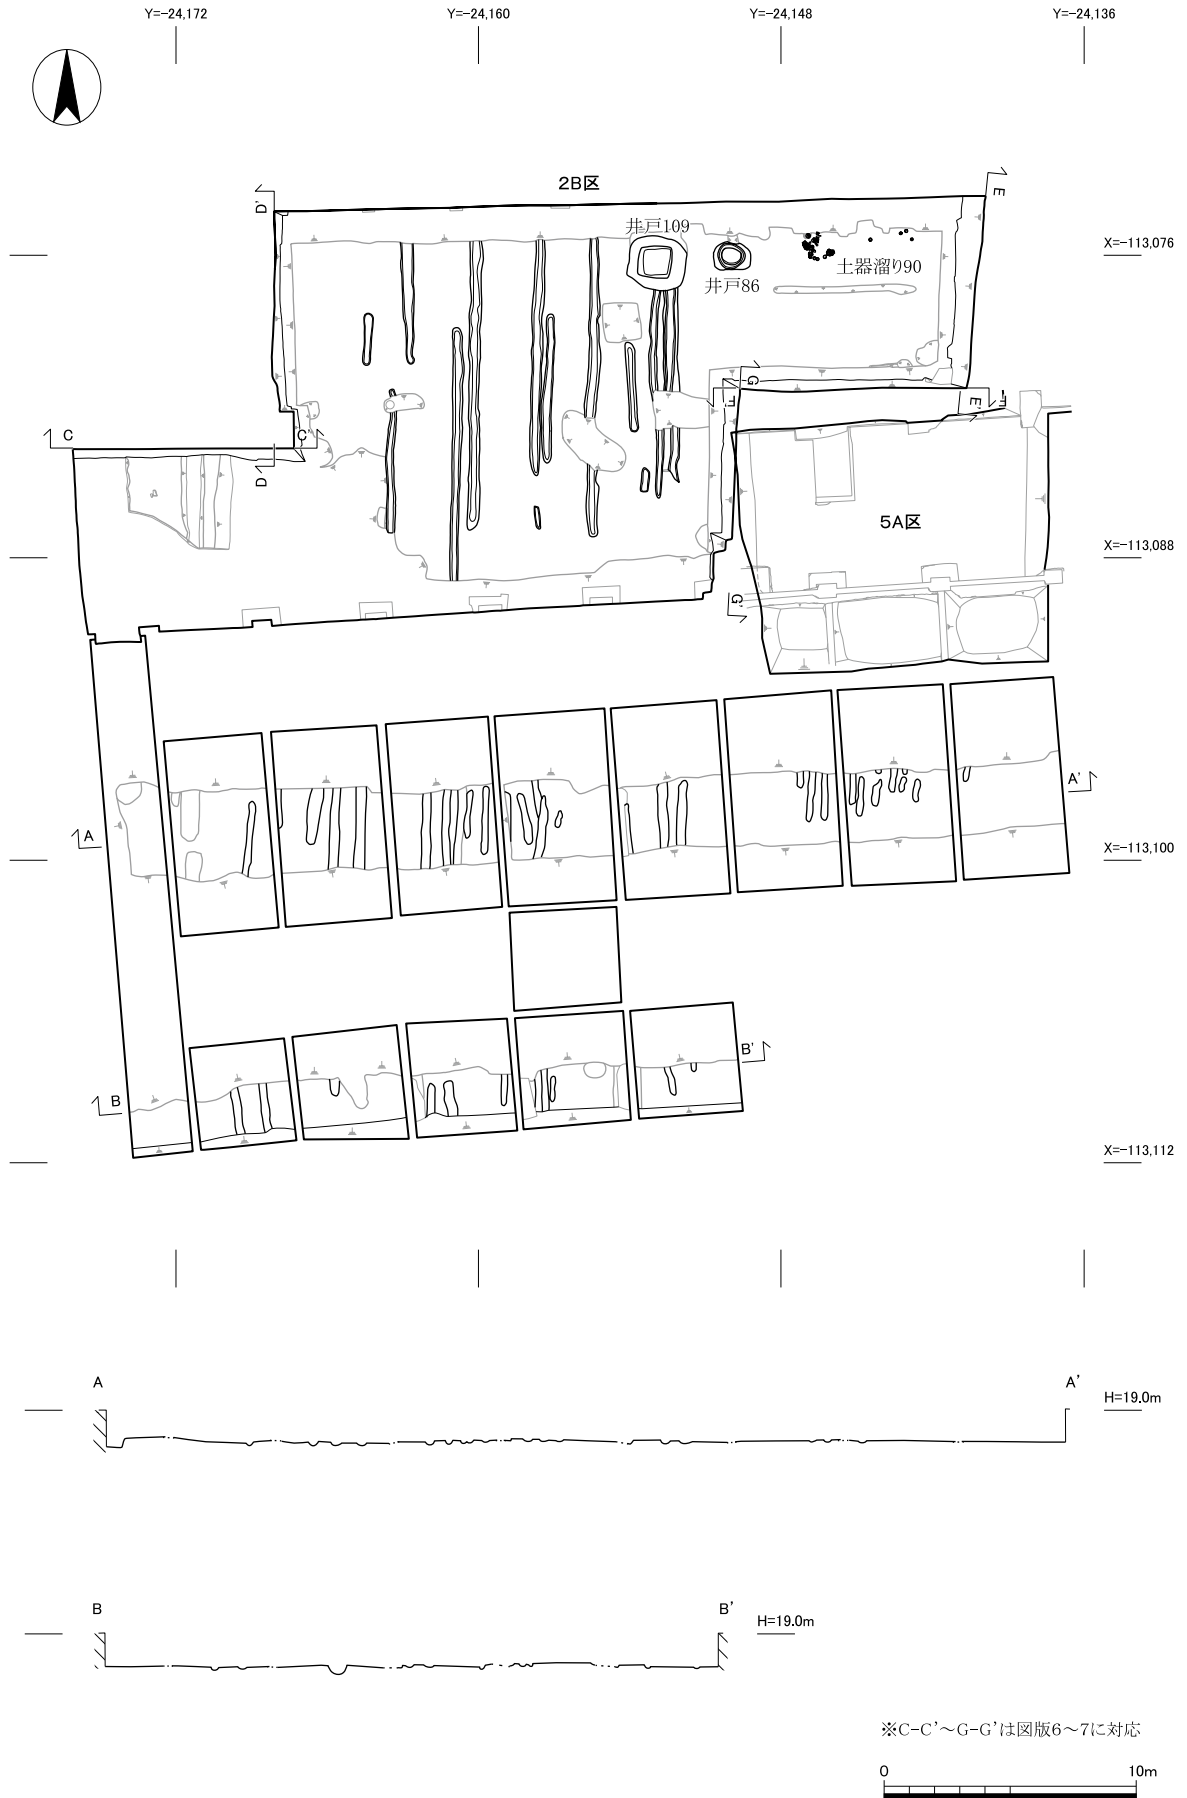 Y=-24,172
Y=-24,160
Y=-24,148
Y=-24,136
2B区
D'
E
井戸109
X=-113,076
井戸86
土器溜り90
G
F
E'
F'
C
C'
D
5A区
X=-113,088
G'
A
A'
X=-113,100
B
B'
X=-113,112
A
A'
H=19.0m
B
B'
H=19.0m
※C-C'～G-G'は図版6～7に対応
0
10m